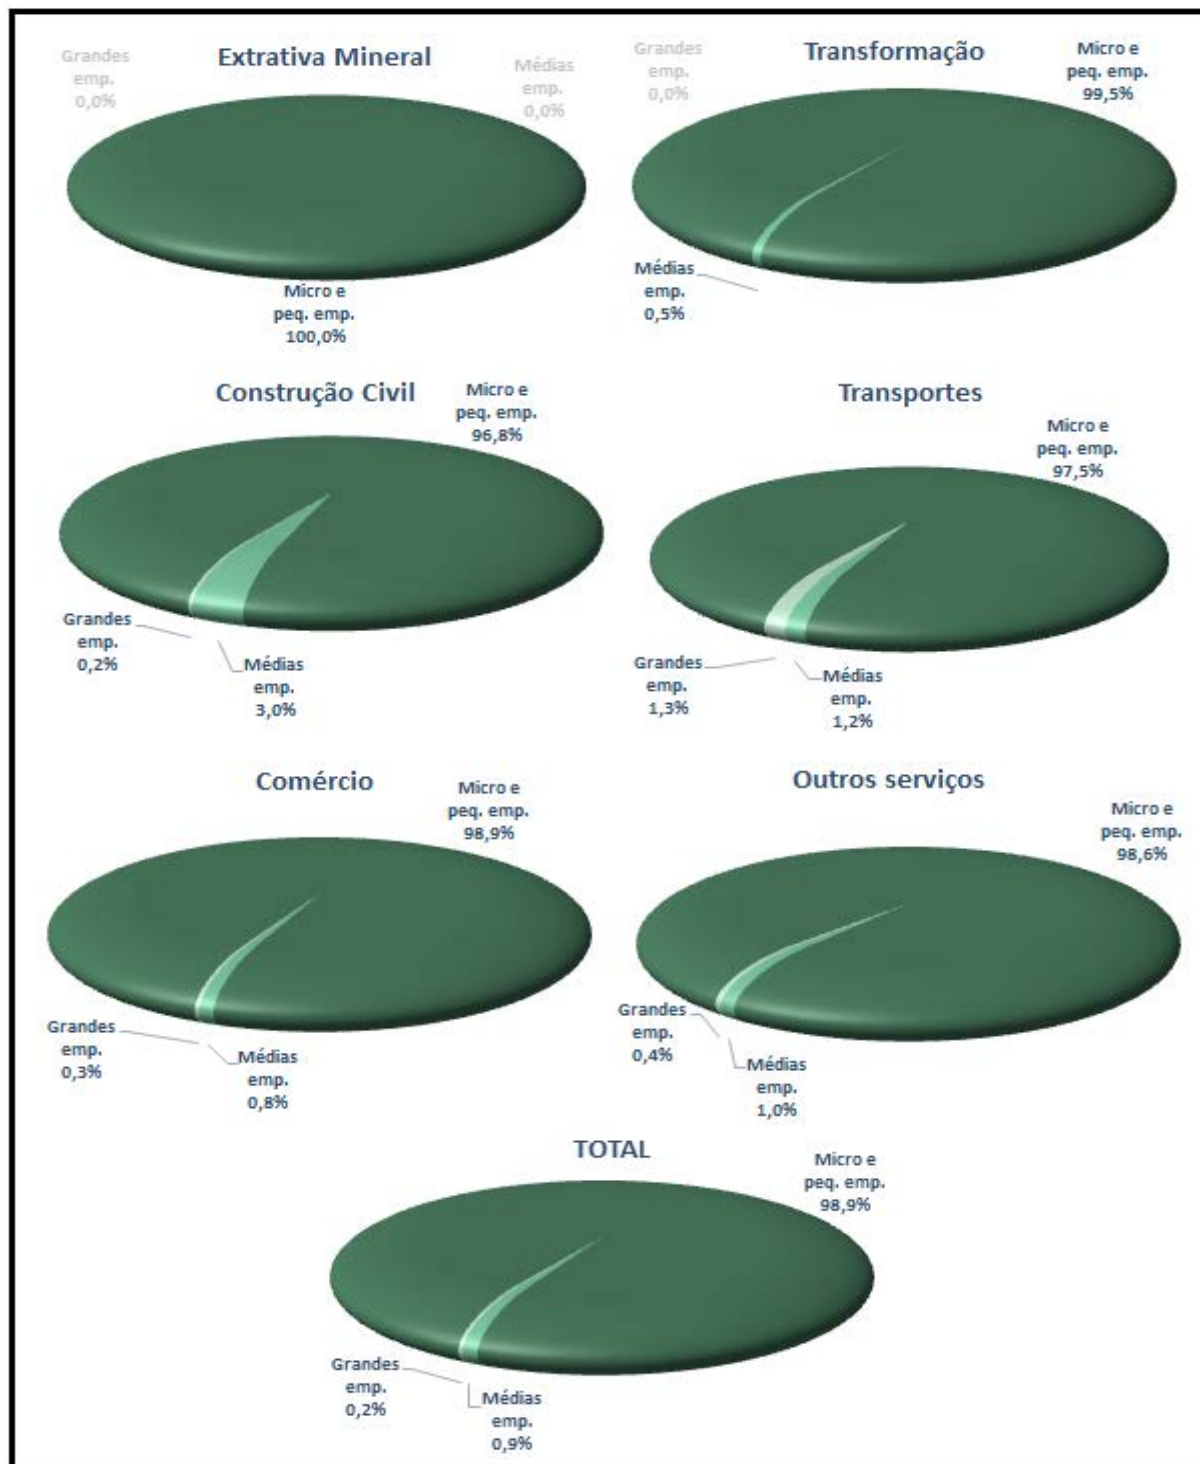 Extrativa Mineral
Grandes
emp.
0,0%
Médias
emp.
0,0%
Micro e
peq. emp.
100,0%
Transformação
Grandes
emp.
0,0%
Micro e
peq. emp.
99,5%
Médias
emp.
0,5%
Construção Civil
Micro e
peq. emp.
96,8%
Grandes
emp.
0,2%
Médias
emp.
3,0%
Transportes
Micro e
peq. emp.
97,5%
Grandes
emp.
1,3%
Médias
emp.
1,2%
Comércio
Micro e
peq. emp.
98,9%
Grandes
emp.
0,3%
Médias
emp.
0,8%
Outros serviços
Micro e
peq. emp.
98,6%
Grandes
emp.
0,4%
Médias
emp.
1,0%
TOTAL
Micro e
peq. emp.
98,9%
Grandes
emp.
0,2%
Médias
emp.
0,9%